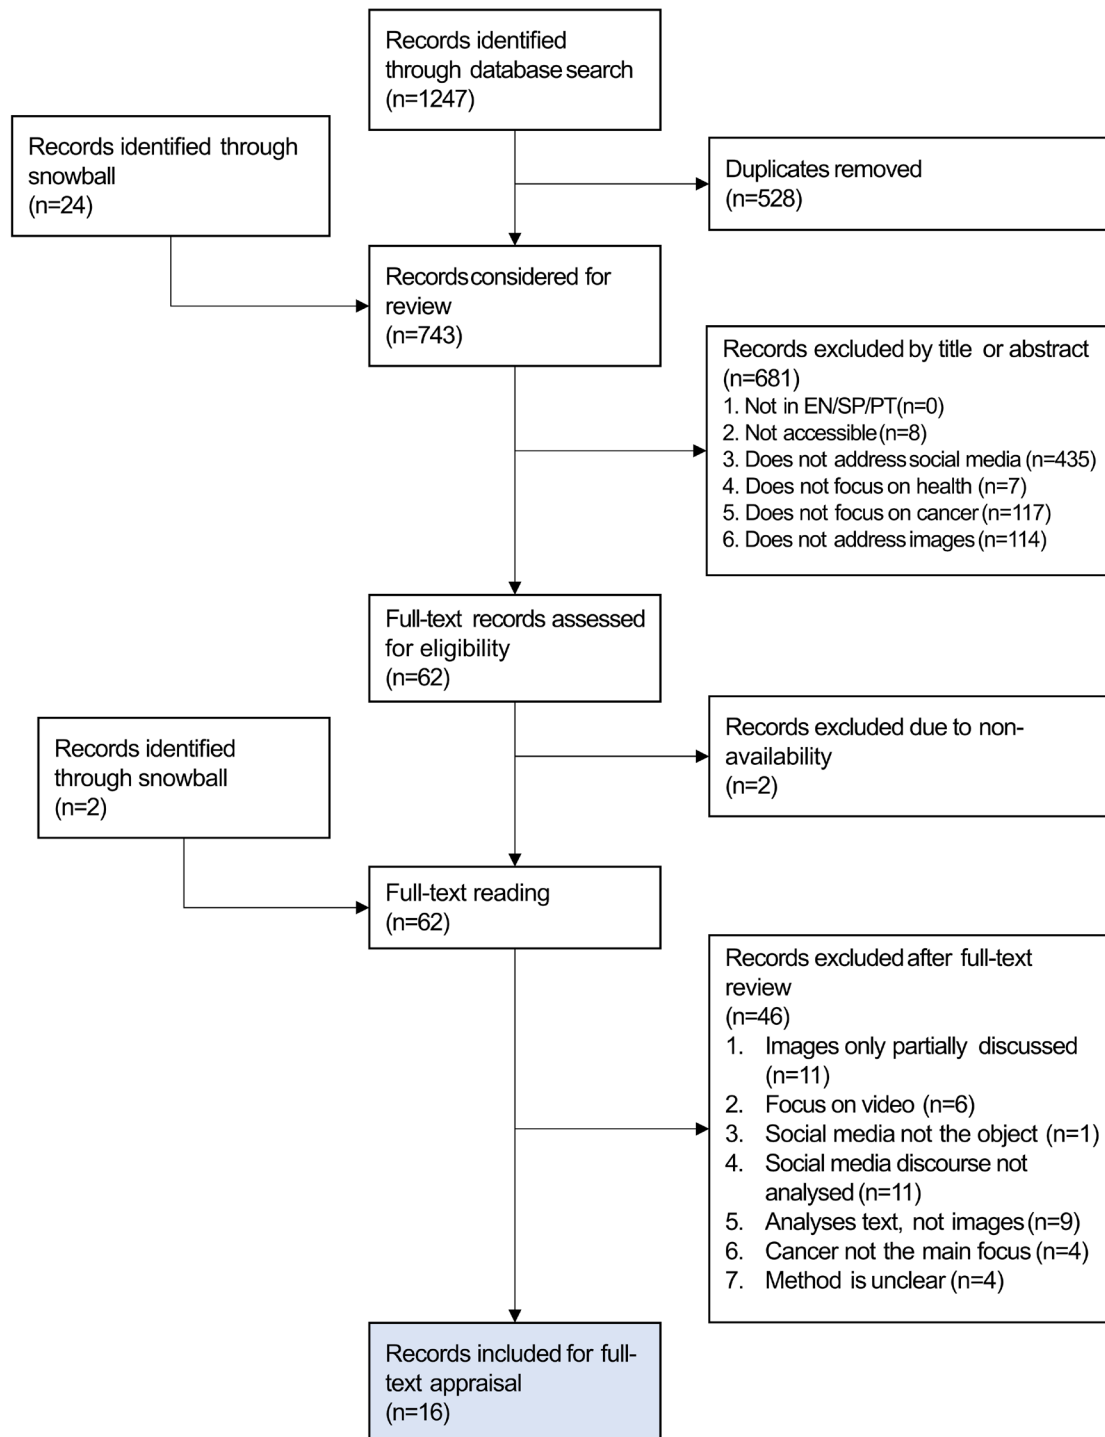 Records identified
through database search
(n=1247)
Records identified through
snowball
(n=24)
Duplicates removed
(n=528)
Records considered for
review
(n=743)
Records excluded by title or abstract
(n=681)
1. Not in EN/SP/PT(n=0)
2. Not accessible (n=8)
3. Does not address social media (n=435)
4. Does not focus on health (n=7)
5. Does not focus on cancer (n=117)
6. Does not address images (n=114)
Full-text records assessed
for eligibility
(n=62)
Records identified
through snowball
(n=2)
Records excluded due to non-
availability
(n=2)
Full-text reading
(n=62)
Records excluded after full-text
review
(n=46)
1. Images only partially discussed
(n=11)
2. Focus on video (n=6)
3. Social media not the object (n=1)
4. Social media discourse not
analysed (n=11)
5. Analyses text, not images (n=9)
6. Cancer not the main focus (n=4)
7. Method is unclear (n=4)
Records included for full-
text appraisal
(n=16)